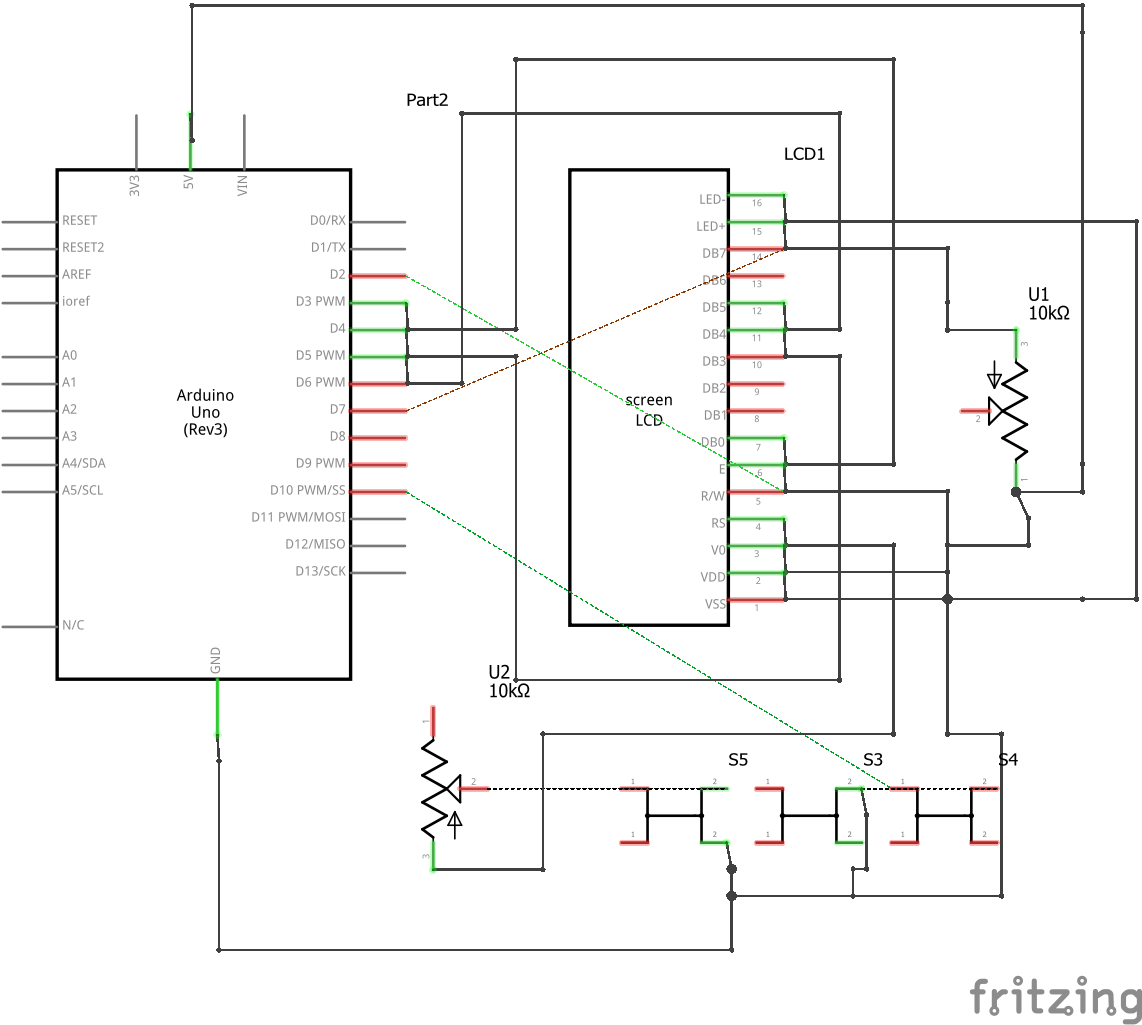 Part2
LCD1
3V3
5V
VIN
RESET
RESET2
AREF
ioref
A0
A1
A2
A3
A4/SDA
A5/SCL
N/C
Arduino
Uno
(Rev3)
D0/RX
D1/TX
D2
D3 PWM
D4
D5 PWM
D6 PWM
D7
D8
D9 PWM
D10 PWM/SS
D11 PWM/MOSI
D12/MISO
D13/SCK
GND
screen
LCD
LED- 16
LED+ 15
DB7 14
DB6 13
DB5 12
DB4 11
DB3 10
DB2 9
DB1 8
DB0 7
E 6
R/W 5
RS 4
V0 3
VDD 2
VSS 1
U1
10kΩ
3
2
1
U2
10kΩ
1
2
3
S5
S3
S4
1 2 1 2 1 2
1 2 1 2 1 2
fritzing